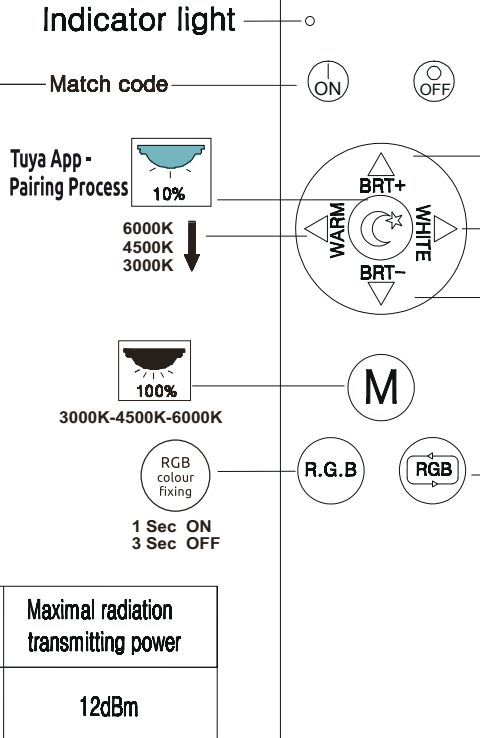 Indicator light
Match code
ON
OFF
Tuya App -
Pairing Process
10%
BRT+
WARM
WHITE
BRT-
6000K
4500K
3000K
100%
3000K-4500K-6000K
M
RGB
colour
fixing
R.G.B
RGB
1 Sec ON
3 Sec OFF
Maximal radiation
transmitting power
12dBm